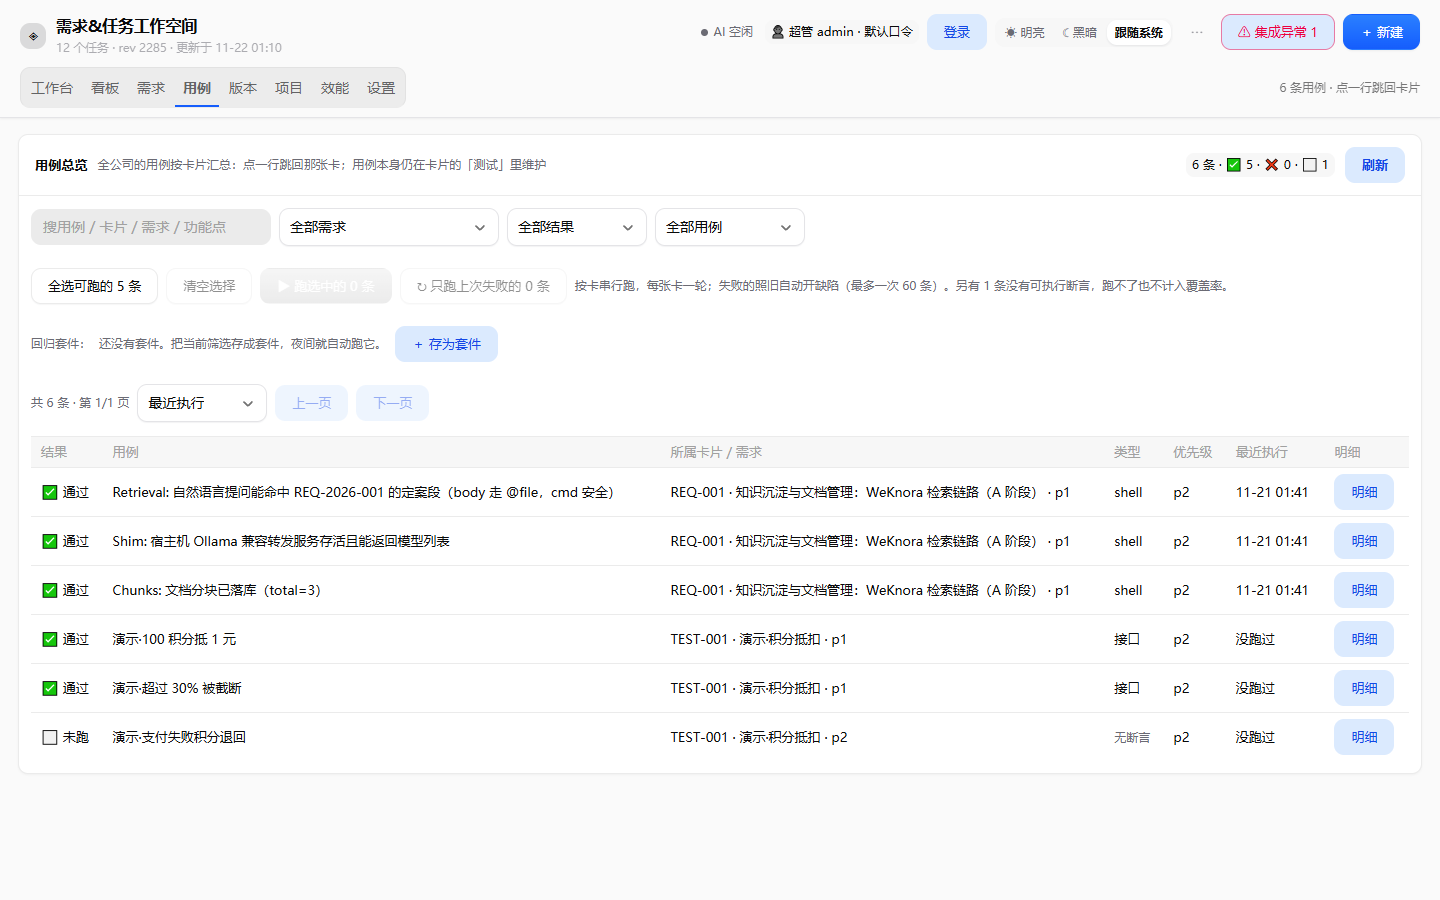 需求&任务工作空间
12 个任务 · rev 2285 · 更新于 11-22 01:10
AI 空闲
超管 admin · 默认口令
登录
明亮
黑暗
跟随系统
···
⚠ 集成异常 1
+ 新建
工作台 看板 需求 用例 版本 项目 效能 设置
6 条用例 · 点一行跳回卡片
用例总览 全公司的用例按卡片汇总：点一行跳回那张卡；用例本身仍在卡片的「测试」里维护
6 条 · ✅ 5 · ❌ 0 · ⬜ 1
刷新
搜用例 / 卡片 / 需求 / 功能点
全部需求
全部结果
全部用例
全选可跑的 5 条
清空选择
▶ 跑选中的 0 条
↻ 只跑上次失败的 0 条
按卡串行跑，每张卡一轮；失败的照旧自动开缺陷（最多一次 60 条）。另有 1 条没有可执行断言，跑不了也不计入覆盖率。
回归套件： 还没有套件。把当前筛选存成套件，夜间就自动跑它。
+ 存为套件
共 6 条 · 第 1/1 页
最近执行
上一页
下一页
结果 用例 所属卡片 / 需求 类型 优先级 最近执行 明细
✅ 通过 Retrieval: 自然语言提问能命中 REQ-2026-001 的定案段（body 走 @file，cmd 安全） REQ-001 · 知识沉淀与文档管理：WeKnora 检索链路（A 阶段） · p1 shell p2 11-21 01:41 明细
✅ 通过 Shim: 宿主机 Ollama 兼容转发服务存活且能返回模型列表 REQ-001 · 知识沉淀与文档管理：WeKnora 检索链路（A 阶段） · p1 shell p2 11-21 01:41 明细
✅ 通过 Chunks: 文档分块已落库（total=3） REQ-001 · 知识沉淀与文档管理：WeKnora 检索链路（A 阶段） · p1 shell p2 11-21 01:41 明细
✅ 通过 演示·100 积分抵 1 元 TEST-001 · 演示·积分抵扣 · p1 接口 p2 没跑过 明细
✅ 通过 演示·超过 30% 被截断 TEST-001 · 演示·积分抵扣 · p1 接口 p2 没跑过 明细
⬜ 未跑 演示·支付失败积分退回 TEST-001 · 演示·积分抵扣 · p2 无断言 p2 没跑过 明细